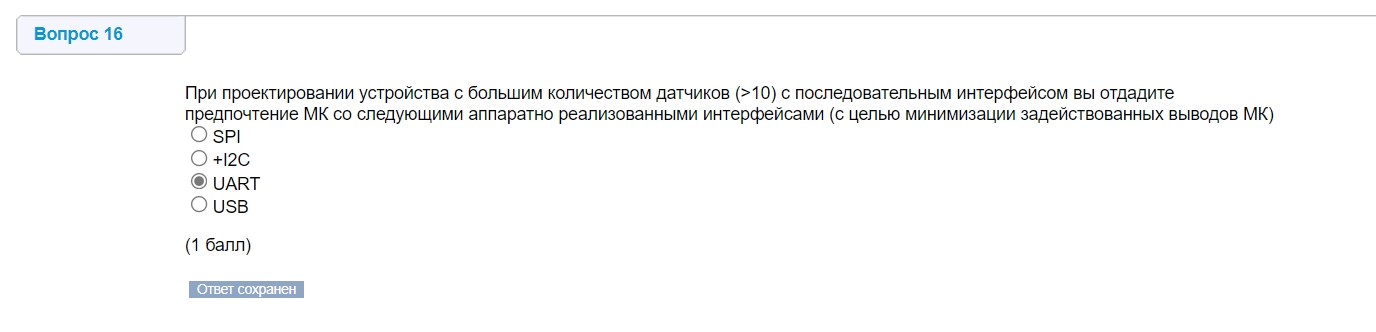 Вопрос 16
При проектировании устройства с большим количеством датчиков (>10) с последовательным интерфейсом вы отдадите
предпочтение МК со следующими аппаратно реализованными интерфейсами (с целью минимизации задействованных выводов МК)
SPI
+I2C
UART
USB
(1 балл)
Ответ сохранен